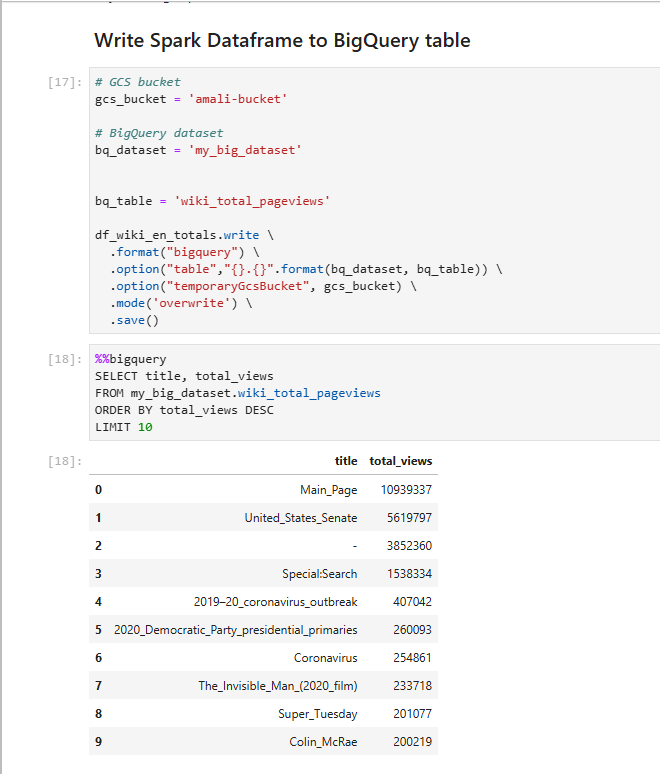 Write Spark Dataframe to BigQuery table
[17]:
# GCS bucket
gcs_bucket = 'amali-bucket'
# BigQuery dataset
bq_dataset = 'my_big_dataset'
bq_table = 'wiki_total_pageviews'
df_wiki_en_totals.write \
.format("bigquery") \
.option("table","{}.{}".format(bq_dataset, bq_table)) \
.option("temporaryGcsBucket", gcs_bucket) \
.mode('overwrite') \
.save()
[18]:
%%bigquery
SELECT title, total_views
FROM my_big_dataset.wiki_total_pageviews
ORDER BY total_views DESC
LIMIT 10
[18]:
title total_views
0 Main_Page 10939337
1 United_States_Senate 5619797
2 - 3852360
3 Special:Search 1538334
4 2019–20_coronavirus_outbreak 407042
5 2020_Democratic_Party_presidential_primaries 260093
6 Coronavirus 254861
7 The_Invisible_Man_(2020_film) 233718
8 Super_Tuesday 201077
9 Colin_McRae 200219